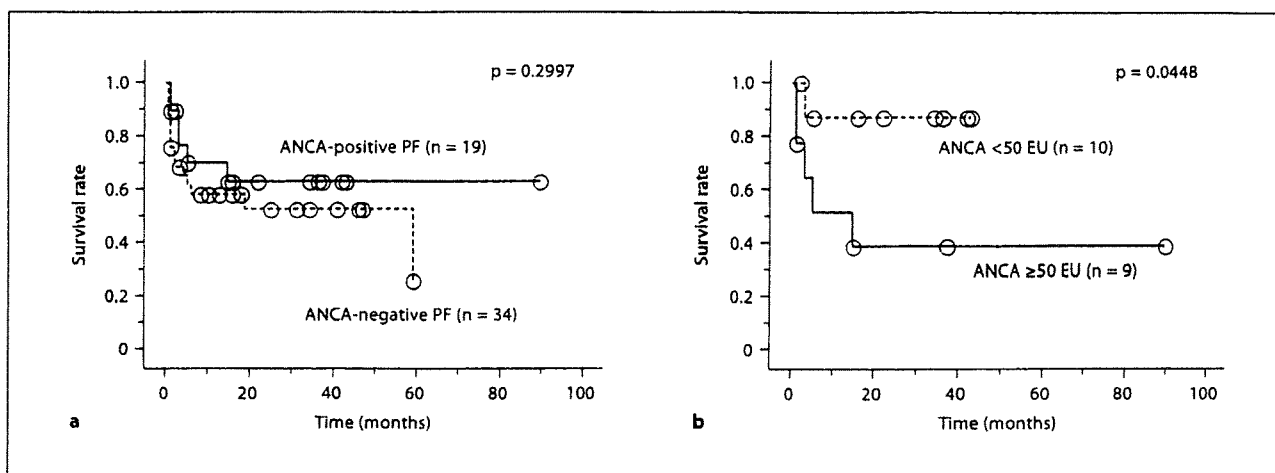 p = 0.2997
1.0
0.8
0.6
0.4
0.2
0
Survival rate
ANCA-positive PF (n = 19)
ANCA-negative PF (n = 34)
0
20
40
60
80
100
Time (months)
a
p = 0.0448
1.0
0.8
0.6
0.4
0.2
0
Survival rate
ANCA <50 EU (n = 10)
ANCA ≥50 EU (n = 9)
0
20
40
60
80
100
Time (months)
b